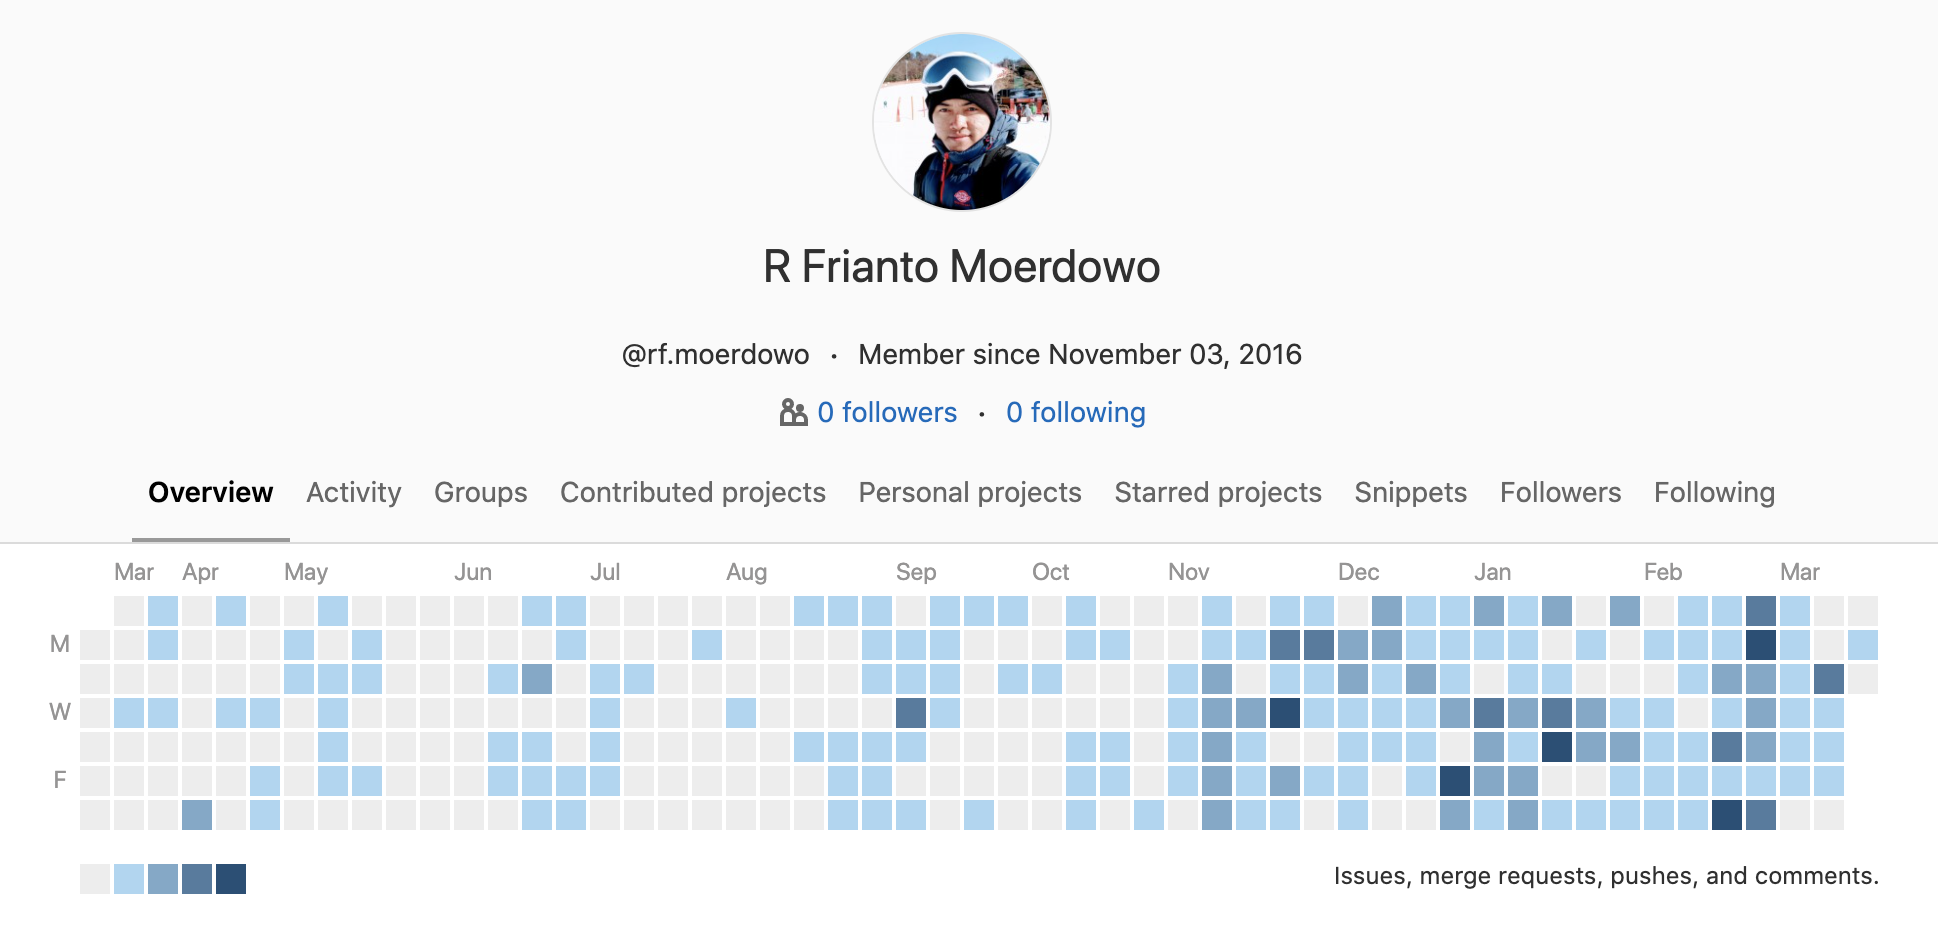 R Frianto Moerdowo
@rf.moerdowo · Member since November 03, 2016
0 followers · 0 following
Overview Activity Groups Contributed projects Personal projects Starred projects Snippets Followers Following
Mar Apr May Jun Jul Aug Sep Oct Nov Dec Jan Feb Mar
M
W
F
Issues, merge requests, pushes, and comments.